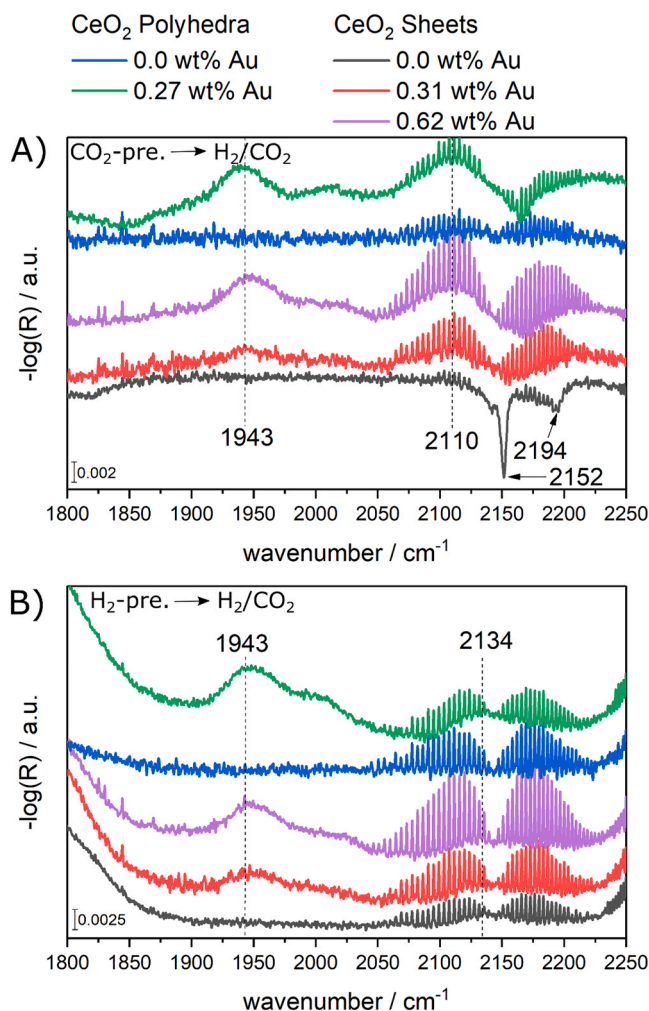 CeO2 Polyhedra CeO2 Sheets
0.0 wt% Au 0.0 wt% Au
0.27 wt% Au 0.31 wt% Au
0.62 wt% Au
A)
CO2-pre. → H2/CO2
-log(R) / a.u.
1943 2110 2194
2152
0.002
1800 1850 1900 1950 2000 2050 2100 2150 2200 2250
wavenumber / cm-1
B)
H2-pre. → H2/CO2
1943 2134
-log(R) / a.u.
0.0025
1800 1850 1900 1950 2000 2050 2100 2150 2200 2250
wavenumber / cm-1